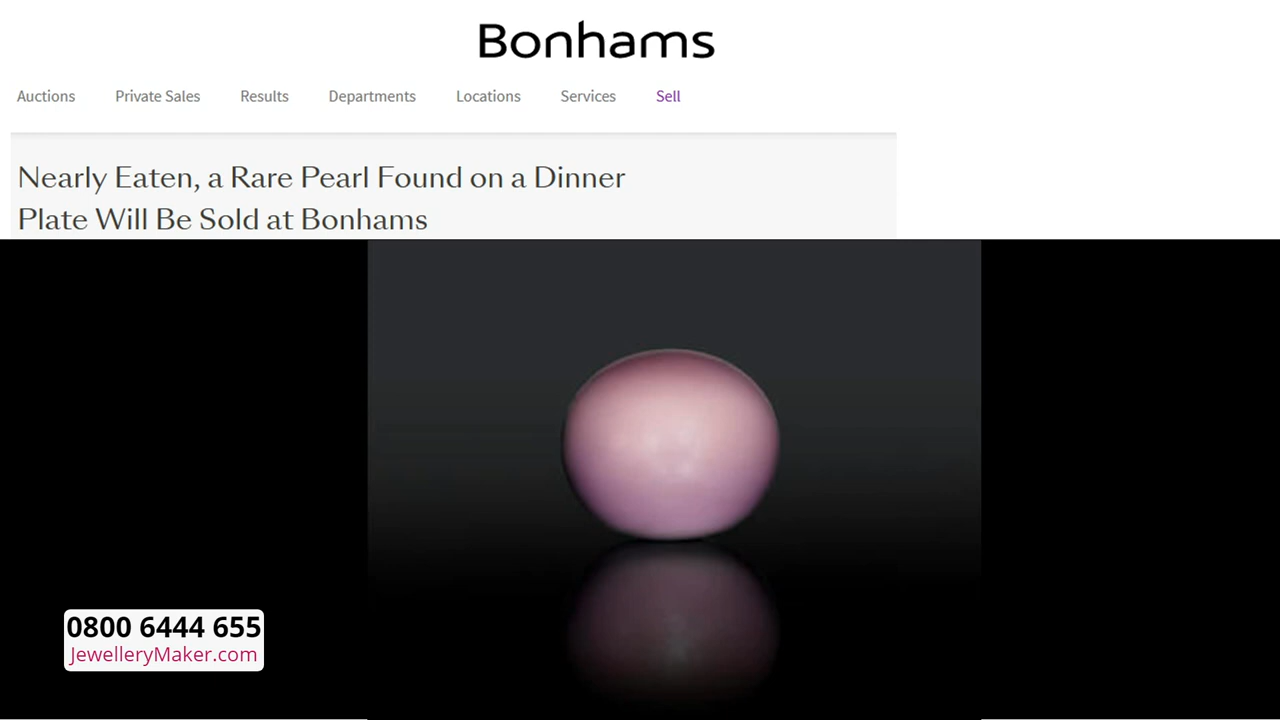 Bonhams
Auctions Private Sales Results Departments Locations Services Sell
Nearly Eaten, a Rare Pearl Found on a Dinner
Plate Will Be Sold at Bonhams
0800 6444 655
JewelleryMaker.com